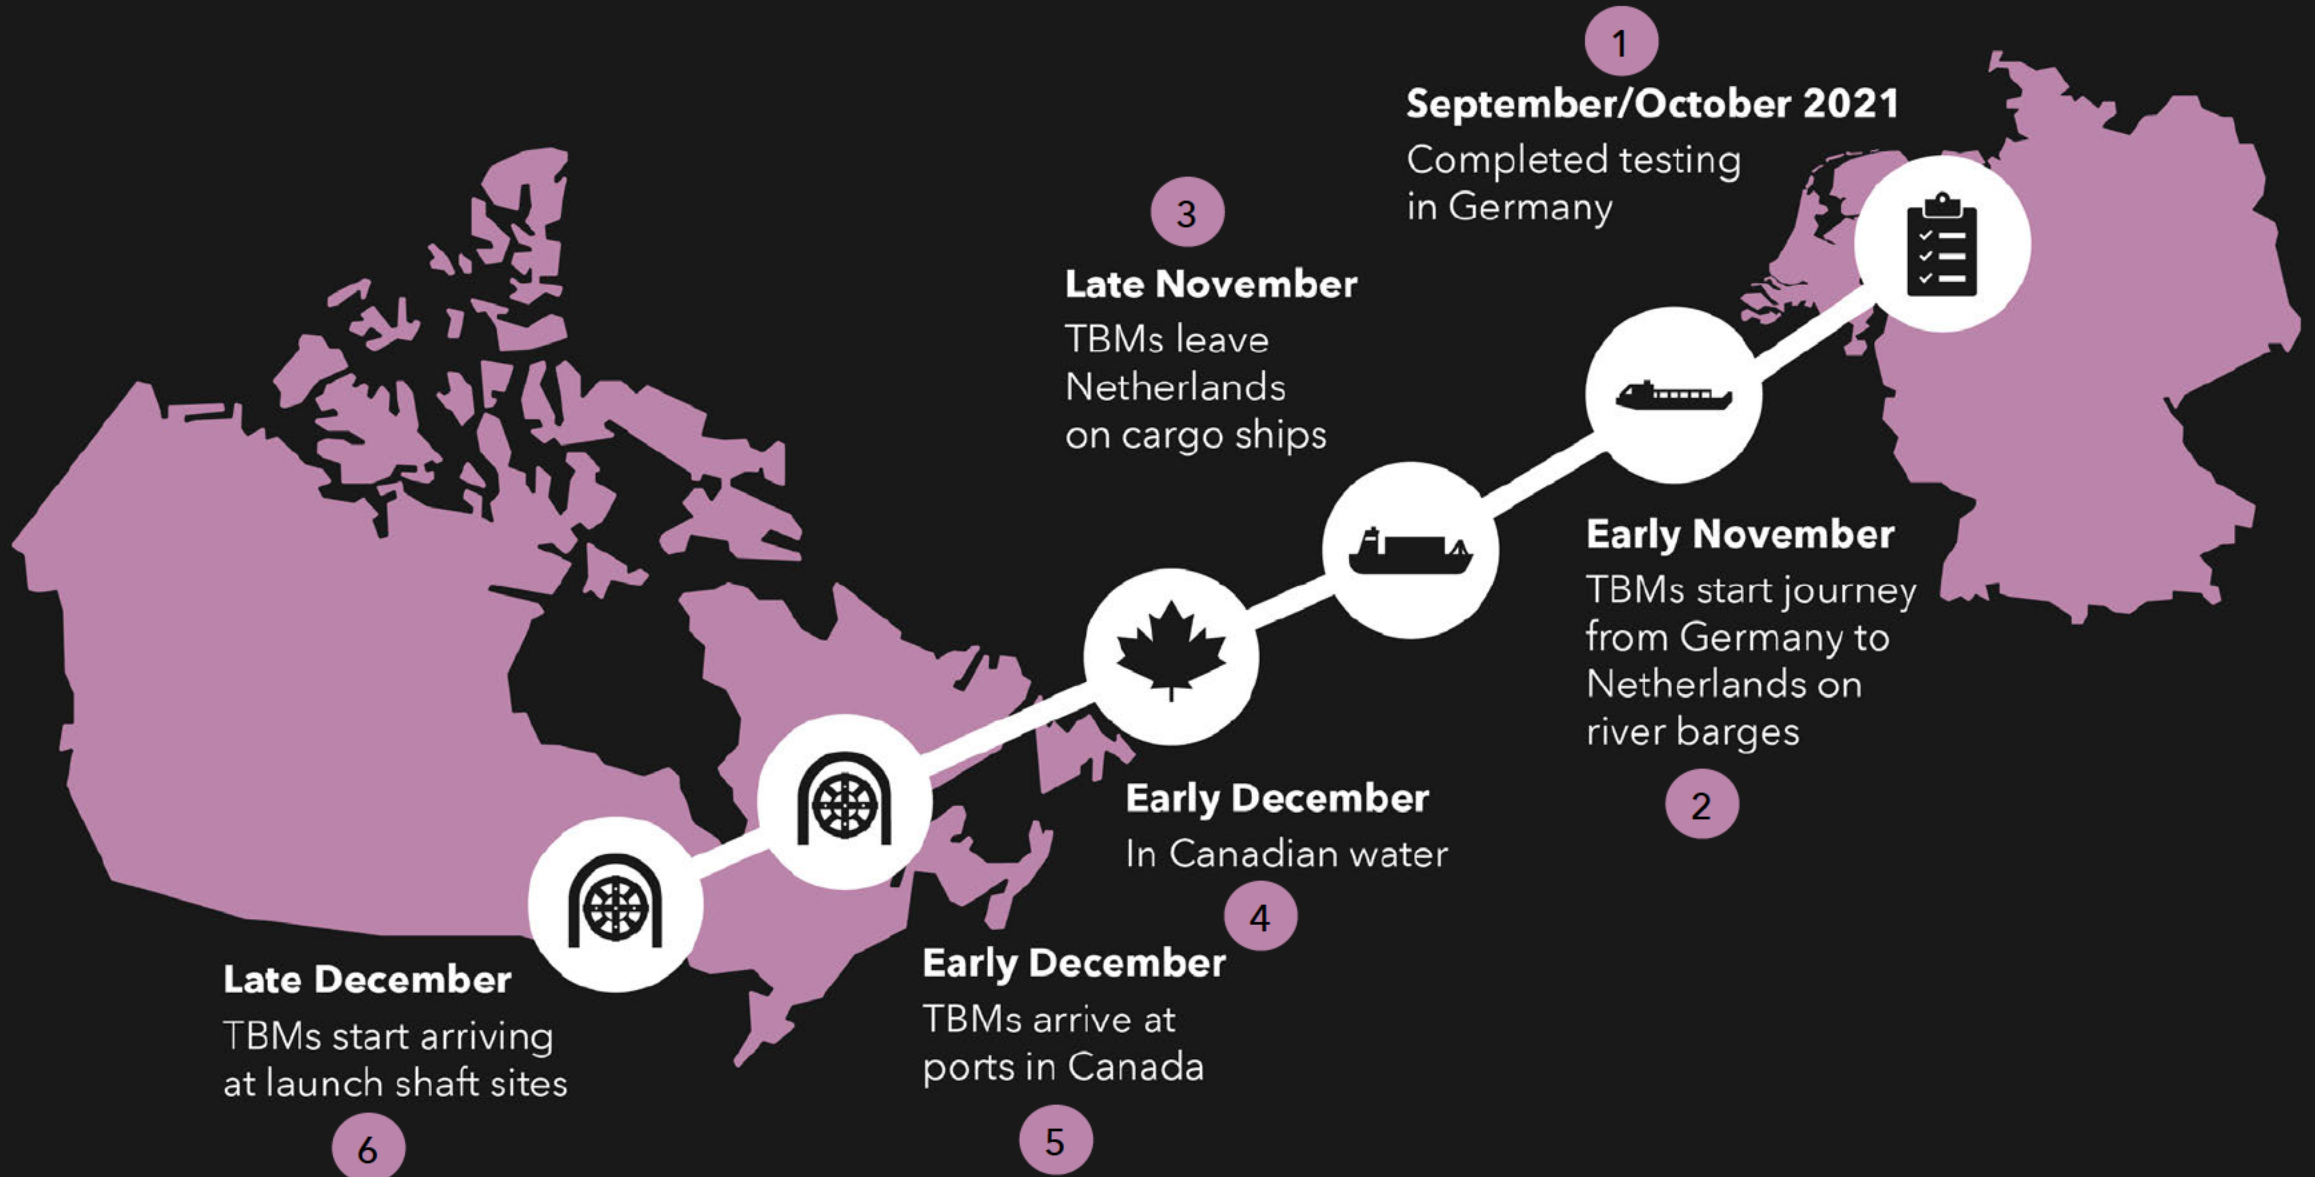 1
September/October 2021
Completed testing
in Germany
2
Early November
TBMs start journey
from Germany to
Netherlands on
river barges
3
Late November
TBMs leave
Netherlands
on cargo ships
4
Early December
In Canadian water
5
Early December
TBMs arrive at
ports in Canada
6
Late December
TBMs start arriving
at launch shaft sites